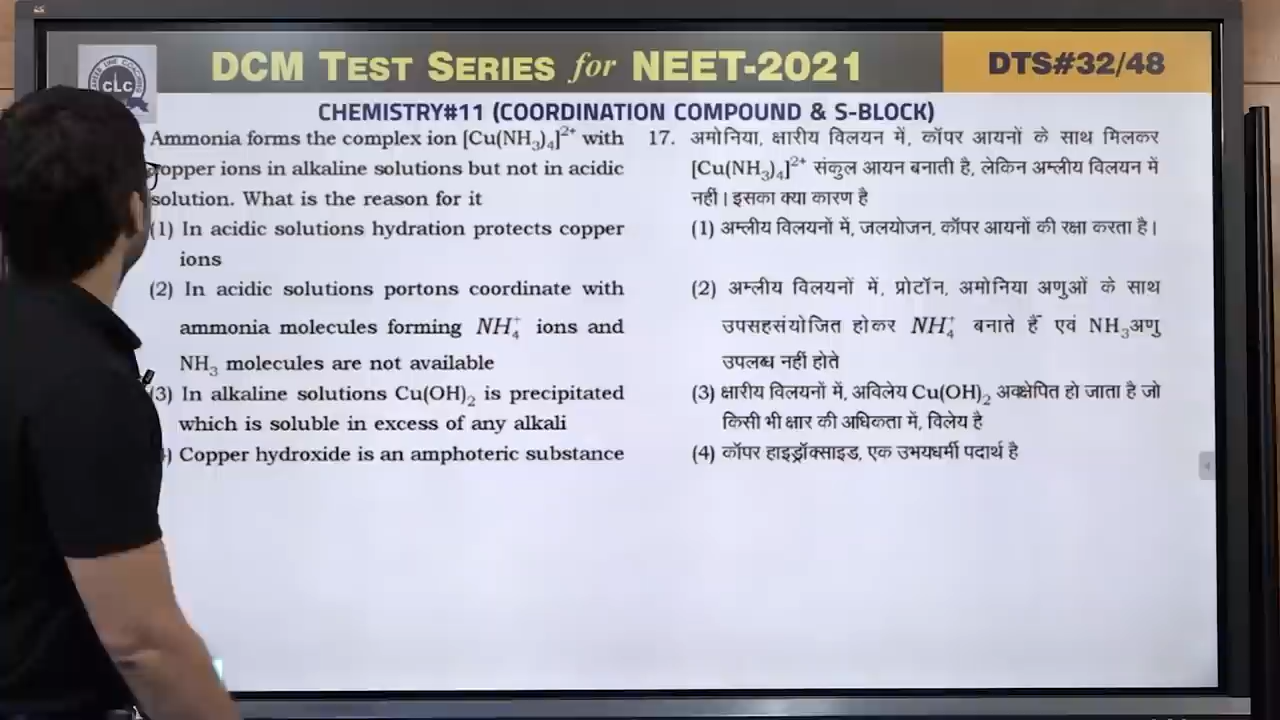 CLC
DCM TEST SERIES for NEET-2021
DTS#32/48
CHEMISTRY#11 (COORDINATION COMPOUND & S-BLOCK)
Ammonia forms the complex ion [Cu(NH₃)₄]²⁺ with
copper ions in alkaline solutions but not in acidic
solution. What is the reason for it
(1) In acidic solutions hydration protects copper
ions
(2) In acidic solutions portons coordinate with
ammonia molecules forming NH₄⁺ ions and
NH₃ molecules are not available
3) In alkaline solutions Cu(OH)₂ is precipitated
which is soluble in excess of any alkali
) Copper hydroxide is an amphoteric substance
17. अमोनिया, क्षारीय विलयन में, कॉपर आयनों के साथ मिलकर
[Cu(NH₃)₄]²⁺ संकुल आयन बनाती है, लेकिन अम्लीय विलयन में
नहीं। इसका क्या कारण है
(1) अम्लीय विलयनों में, जलयोजन, कॉपर आयनों की रक्षा करता है।
(2) अम्लीय विलयनों में, प्रोटॉन, अमोनिया अणुओं के साथ
उपसहसंयोजित होकर NH₄⁺ बनाते हैं एवं NH₃अणु
उपलब्ध नहीं होते
(3) क्षारीय विलयनों में, अविलेय Cu(OH)₂ अवक्षेपित हो जाता है जो
किसी भी क्षार की अधिकता में, विलेय है
(4) कॉपर हाइड्रॉक्साइड, एक उभयधर्मी पदार्थ है